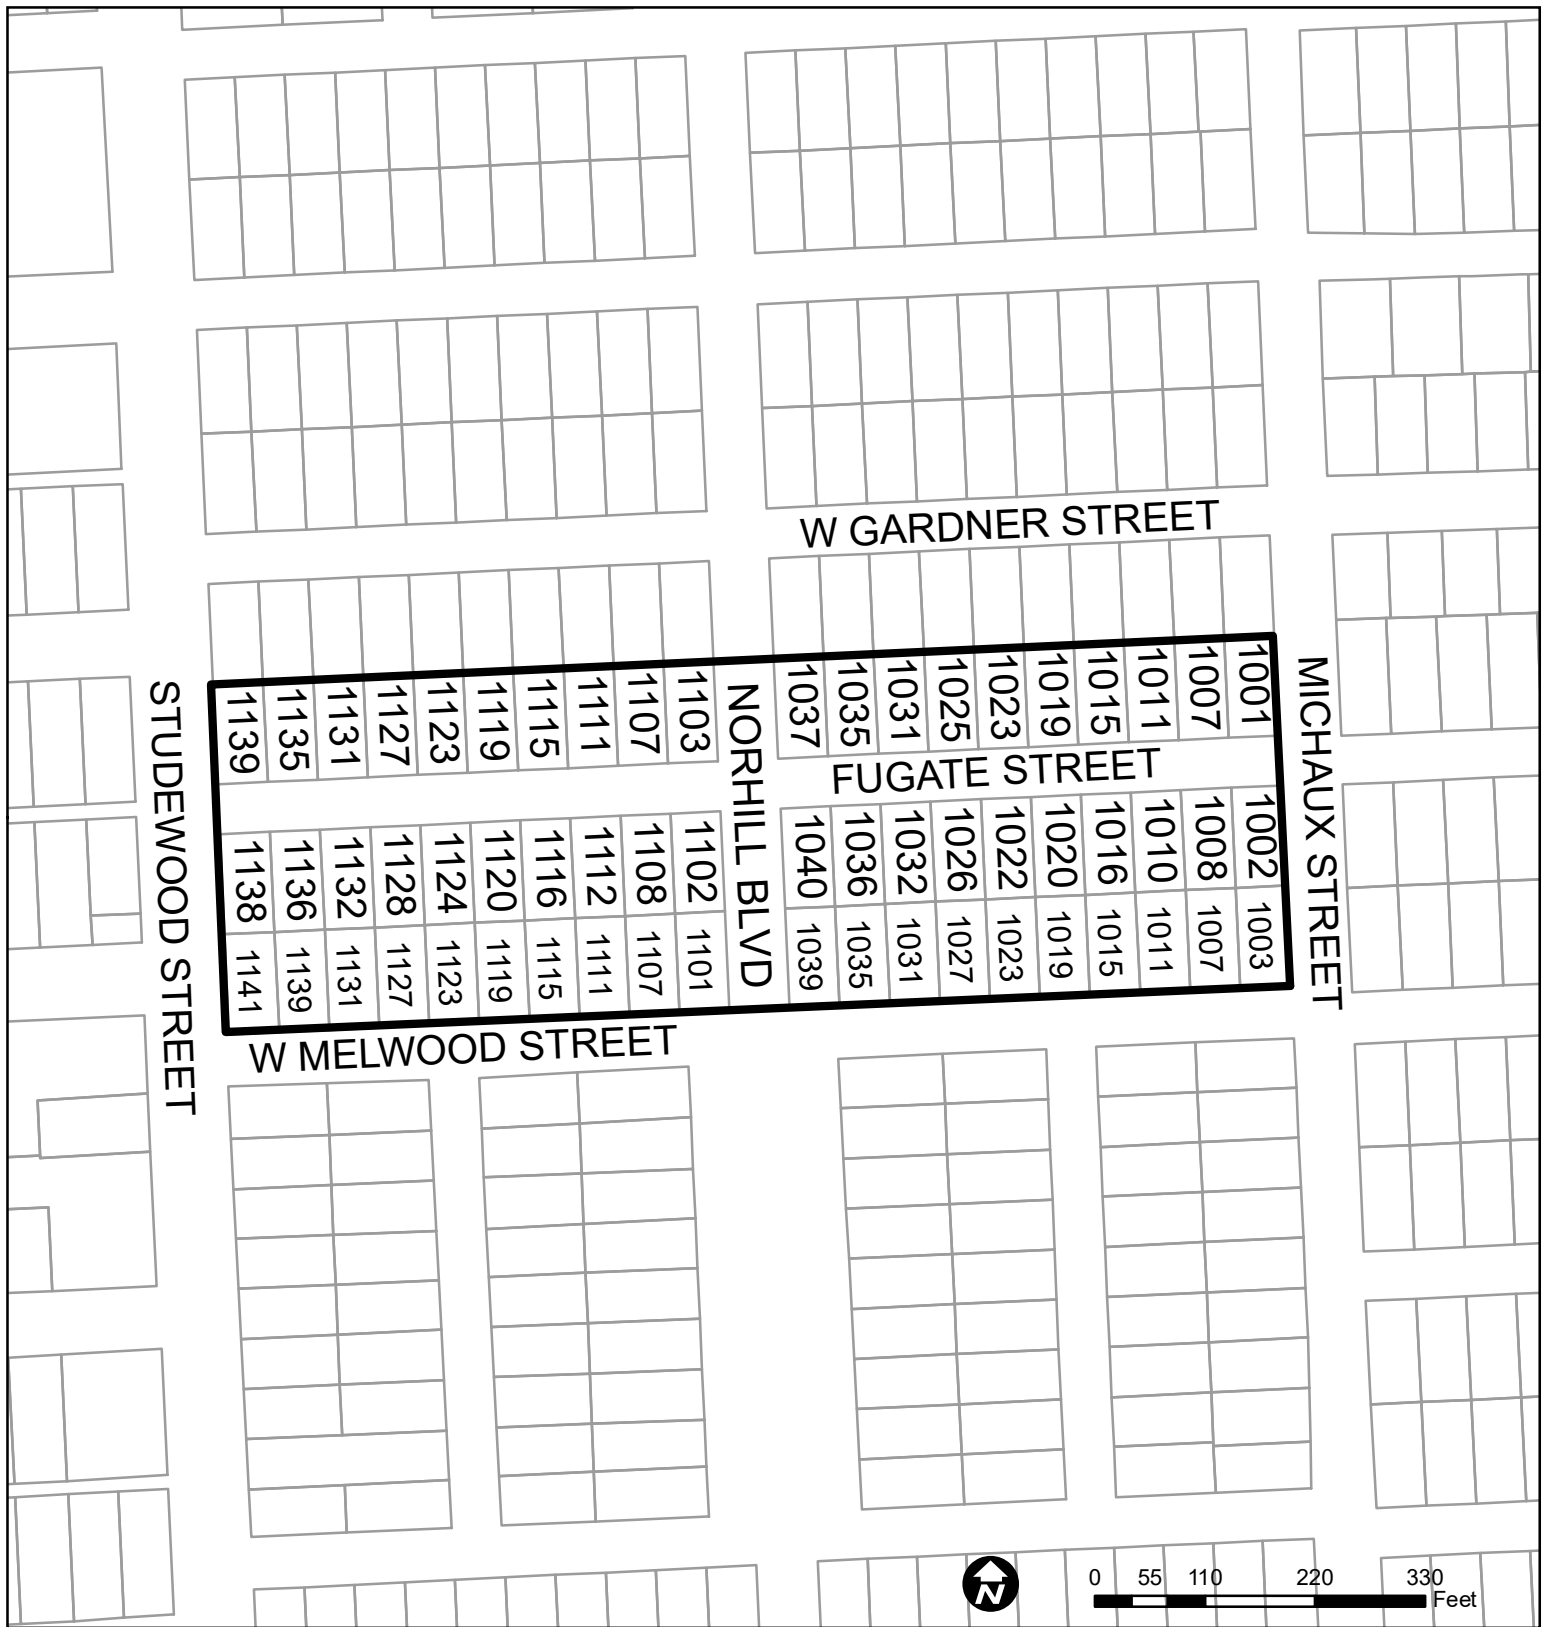 W GARDNER STREET
1139 1135 1131 1127 1123 1119 1115 1111 1107 1103
1037 1035 1031 1025 1023 1019 1015 1011 1007 1001
STUDEWOOD STREET
NORHILL BLVD
MICHAUX STREET
FUGATE STREET
1138 1136 1132 1128 1124 1120 1116 1112 1108 1102
1040 1036 1032 1026 1022 1020 1016 1010 1008 1002
1141 1139 1131 1127 1123 1119 1115 1111 1107 1101
1039 1035 1031 1027 1023 1019 1015 1011 1007 1003
W MELWOOD STREET
N
0 55 110 220 330
Feet